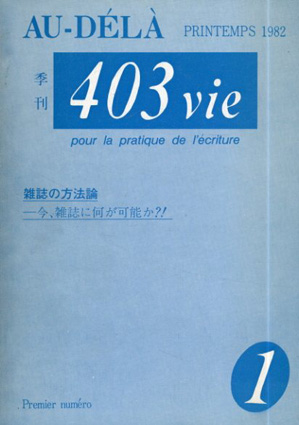 AU-DÉLÀ PRINTEMPS 1982
季刊
403 vie
pour la pratique de l'écriture
雑誌の方法論
—今、雑誌に何が可能か?!
1
Premier numéro